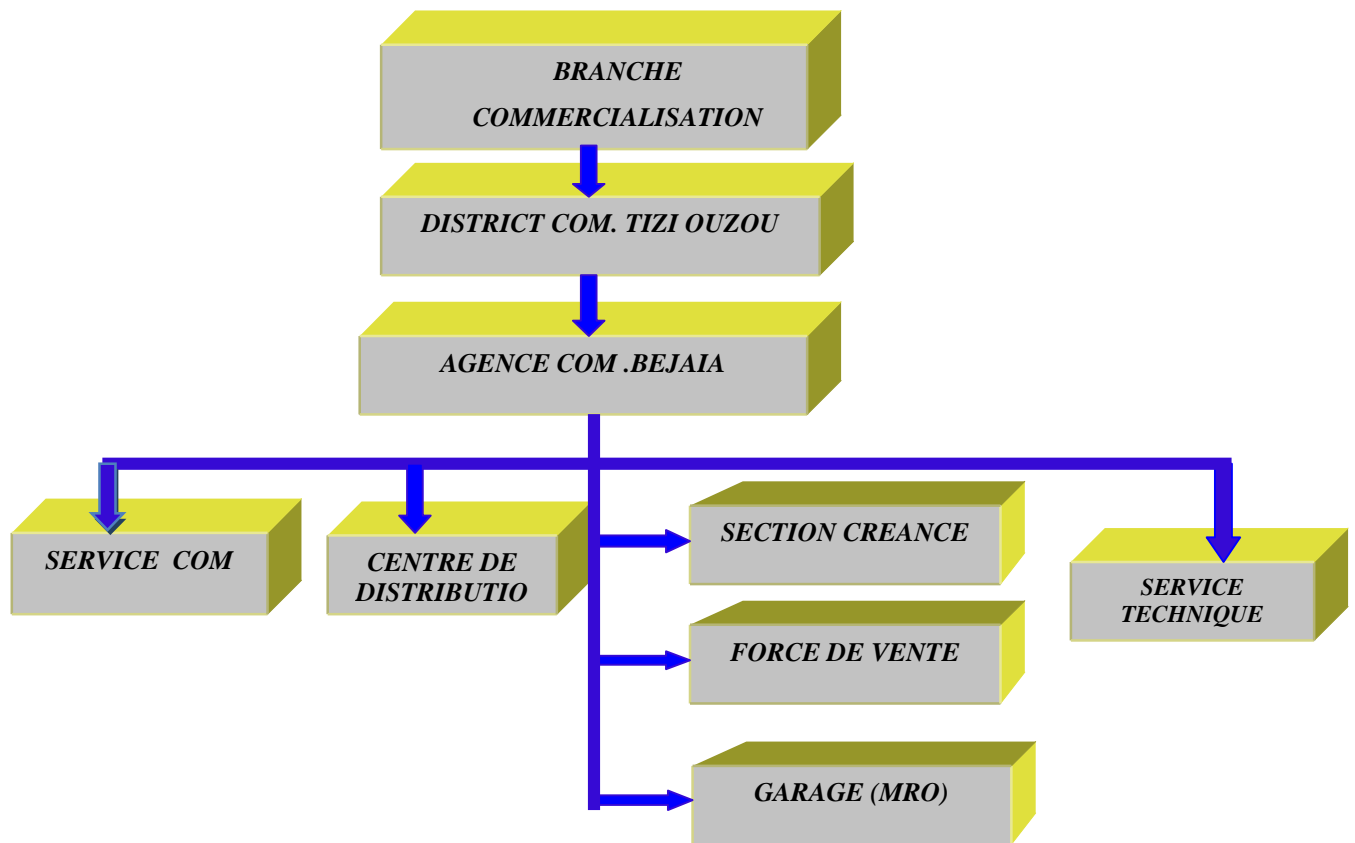 BRANCHE
COMMERCIALISATION
DISTRICT COM. TIZI OUZOU
AGENCE COM .BEJAIA
SERVICE COM
CENTRE DE
DISTRIBUTIO
SECTION CREANCE
FORCE DE VENTE
GARAGE (MRO)
SERVICE
TECHNIQUE